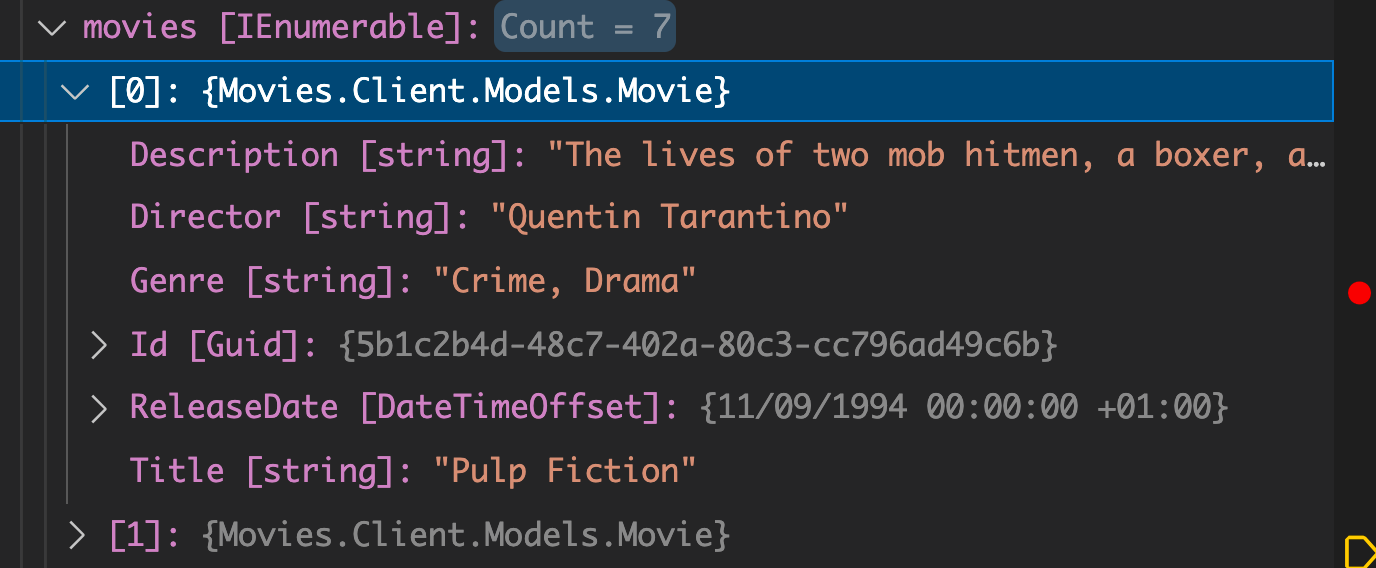 movies [IEnumerable]: Count = 7
[0]: {Movies.Client.Models.Movie}
Description [string]: "The lives of two mob hitmen, a boxer, a…
Director [string]: "Quentin Tarantino"
Genre [string]: "Crime, Drama"
Id [Guid]: {5b1c2b4d-48c7-402a-80c3-cc796ad49c6b}
ReleaseDate [DateTimeOffset]: {11/09/1994 00:00:00 +01:00}
Title [string]: "Pulp Fiction"
[1]: {Movies.Client.Models.Movie}